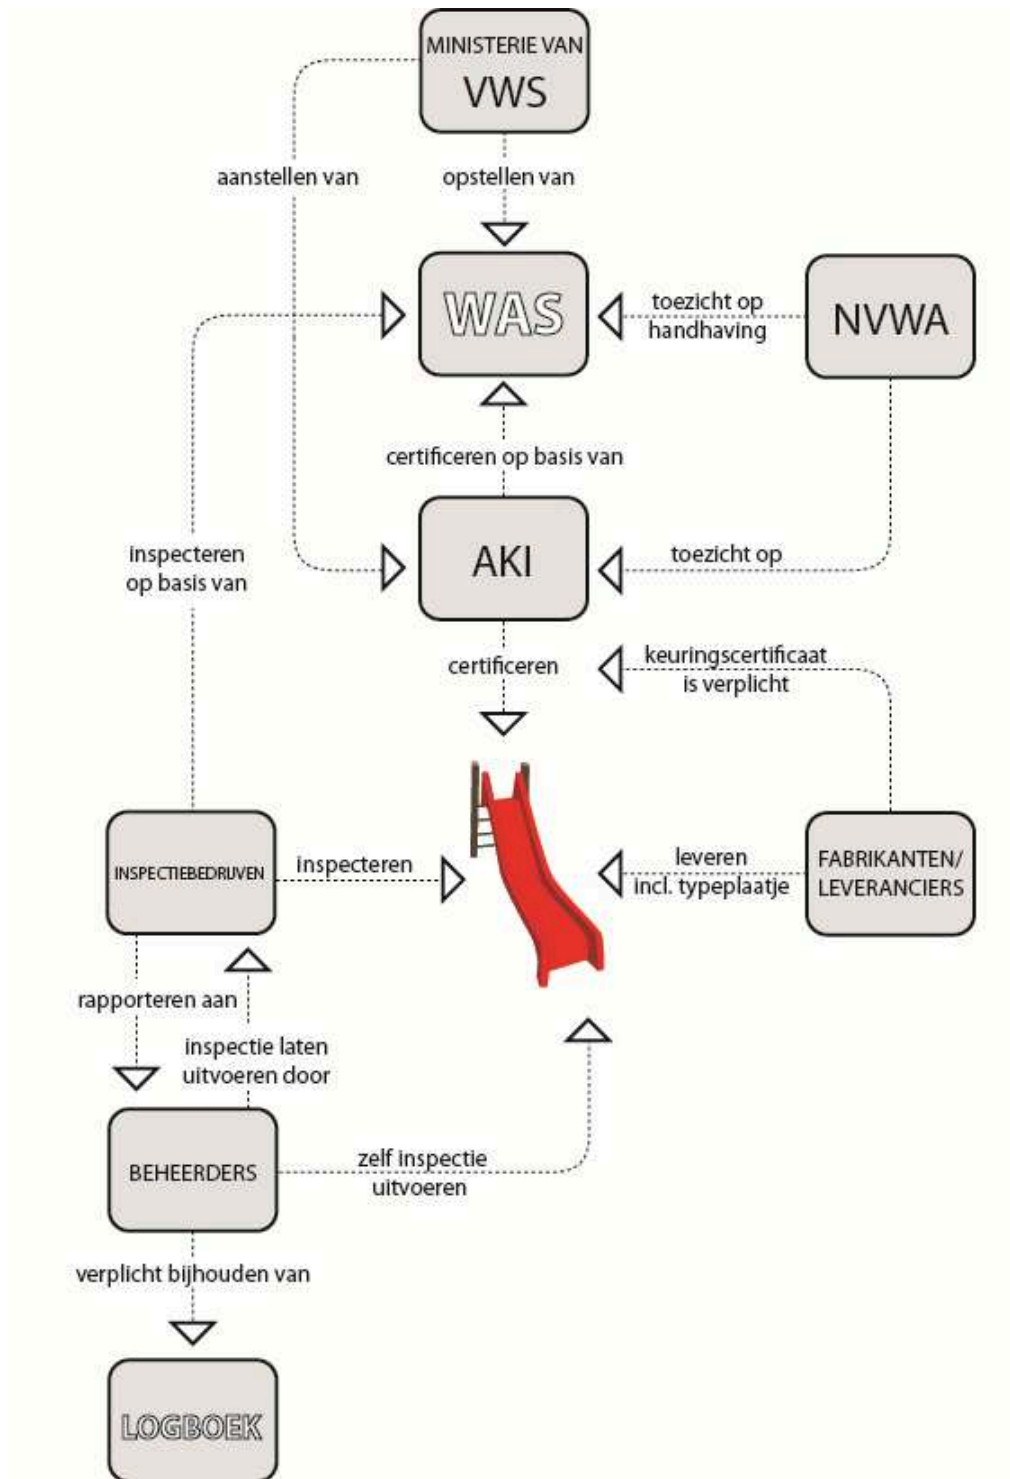 MINISTERIE VAN
VWS
aanstellen van
opstellen van
WAS
toezicht op
handhaving
NVWA
certificeren op basis van
inspecteren
op basis van
AKI
toezicht op
certificeren
keuringscertificaat
is verplicht
INSPECTIEBEDRIJVEN
inspecteren
leveren
incl. typeplaatje
FABRIKANTEN/
LEVERANCIERS
rapporteren aan
inspectie laten
uitvoeren door
BEHEERDERS
zelf inspectie
uitvoeren
verplicht bijhouden van
LOGBOEK